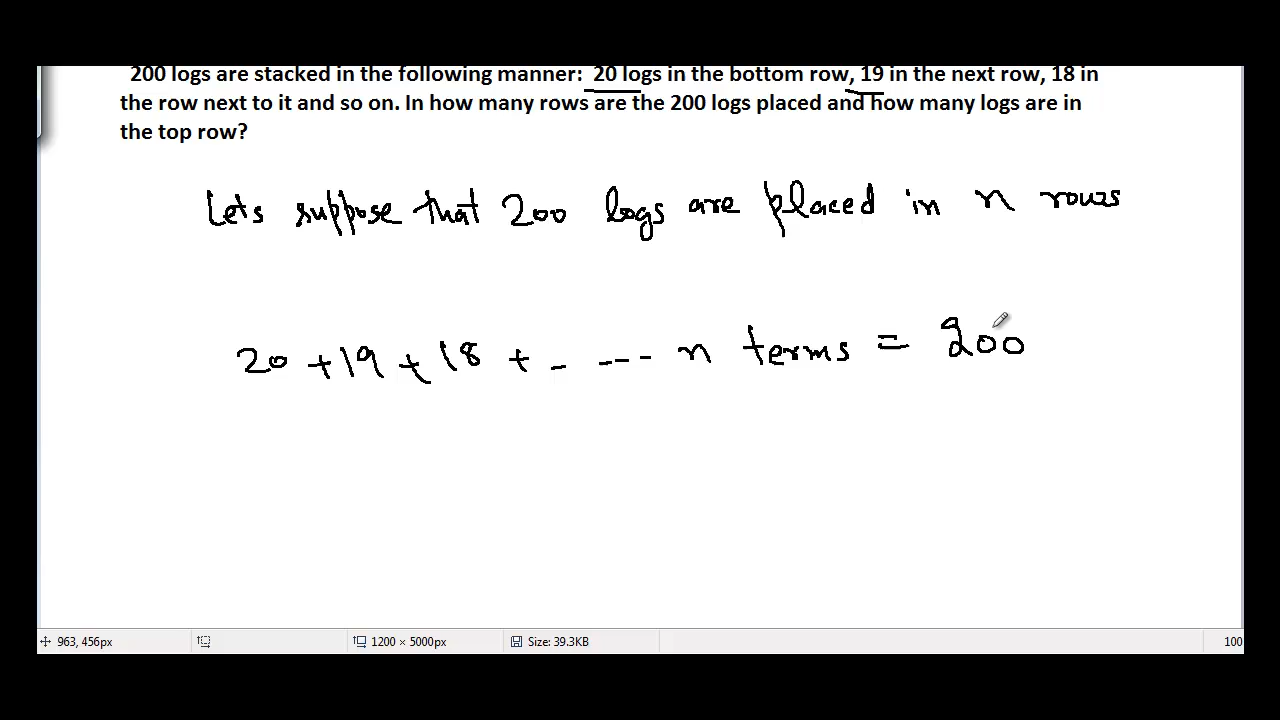 200 logs are stacked in the following manner: 20 logs in the bottom row, 19 in the next row, 18 in
the row next to it and so on. In how many rows are the 200 logs placed and how many logs are in
the top row?
Lets suppose that 200 logs are placed in n rows
20 + 19 + 18 + - --- n terms = 200
963, 456px 1200 × 5000px Size: 39.3KB 100